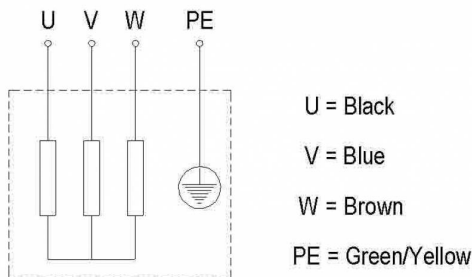 U V W PE
U = Black
V = Blue
W = Brown
PE = Green/Yellow